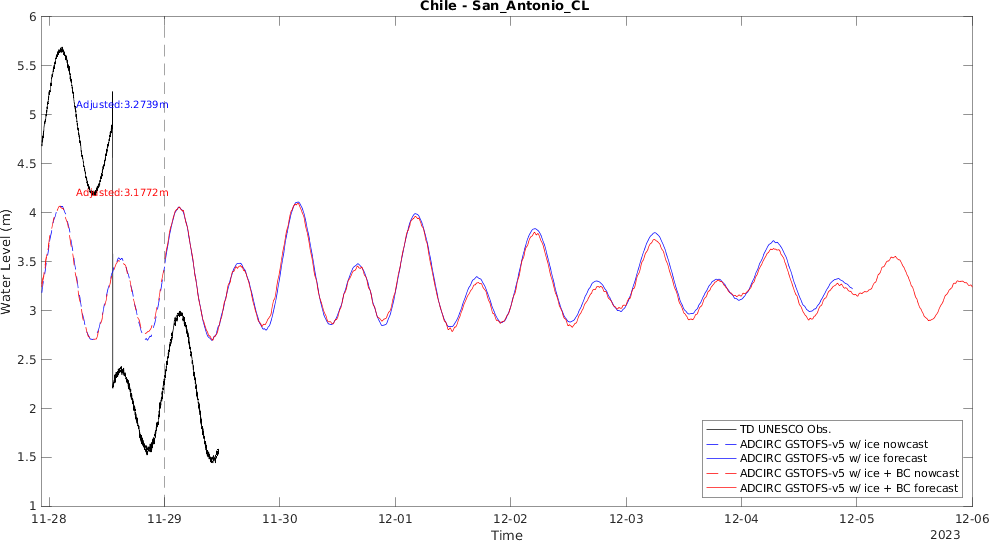 Chile - San_Antonio_CL
6
5.5
5
4.5
4
3.5
3
2.5
2
1.5
1
Water Level (m)
Adjusted:3.2739m
Adjusted:3.1772m
TD UNESCO Obs.
ADCIRC GSTOFS-v5 w/ ice nowcast
ADCIRC GSTOFS-v5 w/ ice forecast
ADCIRC GSTOFS-v5 w/ ice + BC nowcast
ADCIRC GSTOFS-v5 w/ ice + BC forecast
11-28 11-29 11-30 12-01 12-02 12-03 12-04 12-05 12-06
Time
2023